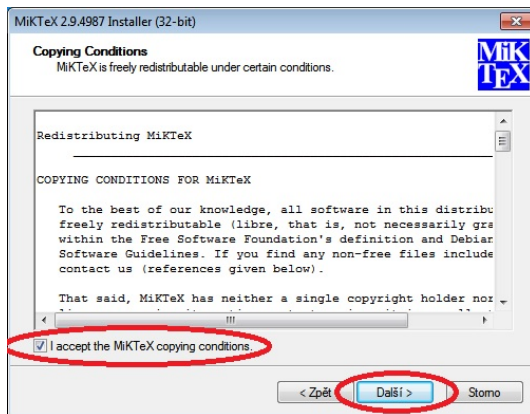 MiKTeX 2.9.4987 Installer (32-bit)
Copying Conditions
MiKTeX is freely redistributable under certain conditions.
MiK
TEX
Redistributing MiKTeX
COPYING CONDITIONS FOR MiKTeX
To the best of our knowledge, all software in this distribu
freely redistributable (libre, that is, not necessarily gra
within the Free Software Foundation's definition and Debian
Software Guidelines. If you find any non-free files include
contact us (references given below).
That said, MiKTeX has neither a single copyright holder nor
I accept the MiKTeX copying conditions.
< Zpět
Další >
Storno